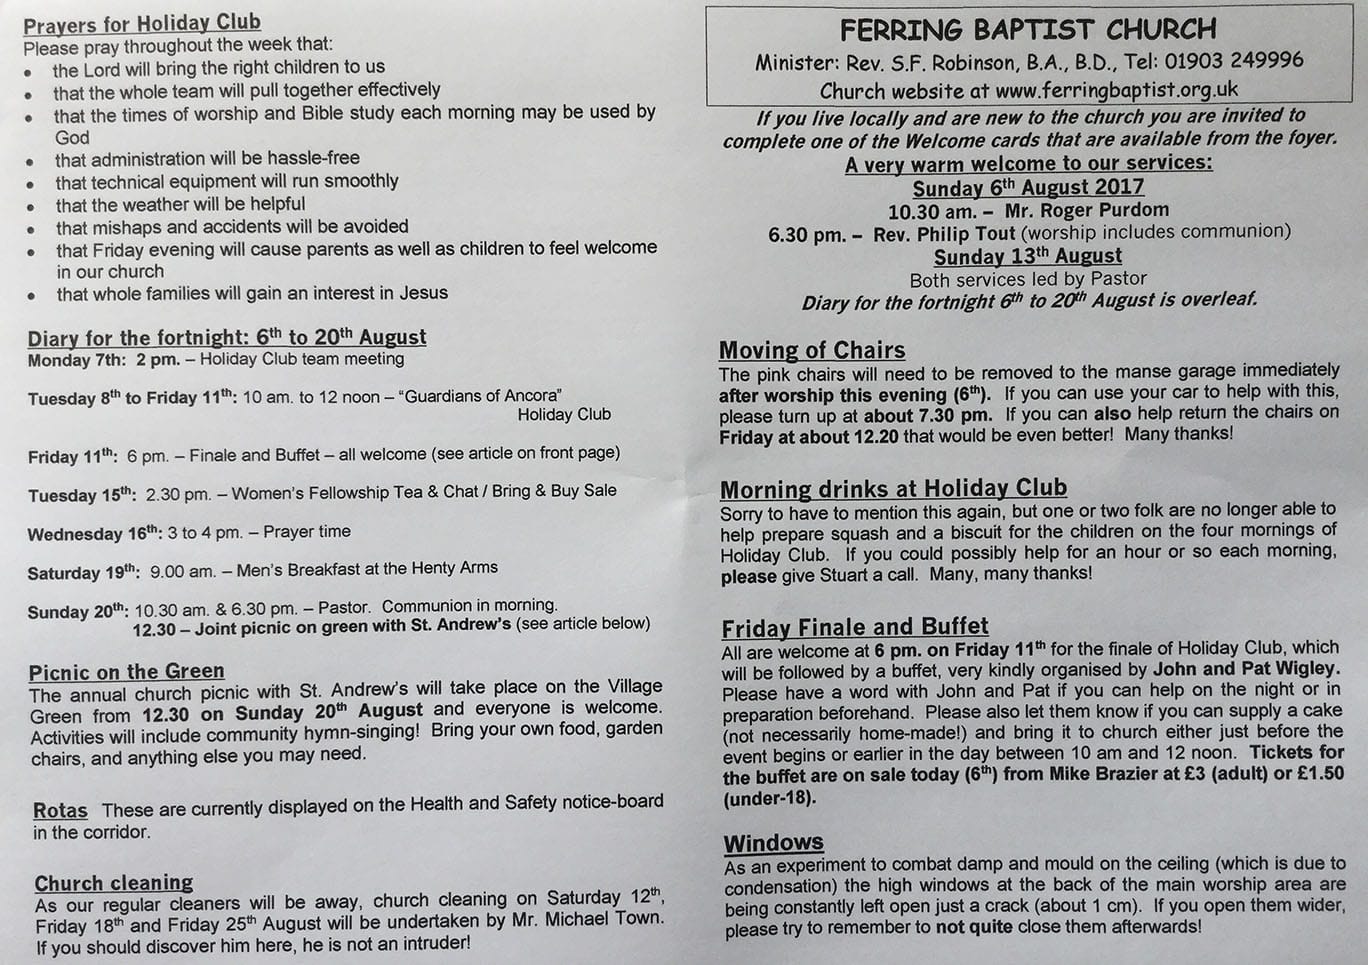 Prayers for Holiday Club
Please pray throughout the week that:
• the Lord will bring the right children to us
• that the whole team will pull together effectively
• that the times of worship and Bible study each morning may be used by
God
• that administration will be hassle-free
• that technical equipment will run smoothly
• that the weather will be helpful
• that mishaps and accidents will be avoided
• that Friday evening will cause parents as well as children to feel welcome
in our church
• that whole families will gain an interest in Jesus
Diary for the fortnight: 6th to 20th August
Monday 7th: 2 pm. – Holiday Club team meeting
Tuesday 8th to Friday 11th: 10 am. to 12 noon – “Guardians of Ancora”
Holiday Club
Friday 11th: 6 pm. – Finale and Buffet – all welcome (see article on front page)
Tuesday 15th: 2.30 pm. – Women's Fellowship Tea & Chat / Bring & Buy Sale
Wednesday 16th: 3 to 4 pm. – Prayer time
Saturday 19th: 9.00 am. – Men's Breakfast at the Henty Arms
Sunday 20th: 10.30 am. & 6.30 pm. – Pastor. Communion in morning.
12.30 – Joint picnic on green with St. Andrew's (see article below)
Picnic on the Green
The annual church picnic with St. Andrew's will take place on the Village
Green from 12.30 on Sunday 20th August and everyone is welcome.
Activities will include community hymn-singing! Bring your own food, garden
chairs, and anything else you may need.
Rotas These are currently displayed on the Health and Safety notice-board
in the corridor.
Church cleaning
As our regular cleaners will be away, church cleaning on Saturday 12th,
Friday 18th and Friday 25th August will be undertaken by Mr. Michael Town.
If you should discover him here, he is not an intruder!
FERRING BAPTIST CHURCH
Minister: Rev. S.F. Robinson, B.A., B.D., Tel: 01903 249996
Church website at www.ferringbaptist.org.uk
If you live locally and are new to the church you are invited to
complete one of the Welcome cards that are available from the foyer.
A very warm welcome to our services:
Sunday 6th August 2017
10.30 am. – Mr. Roger Purdom
6.30 pm. – Rev. Philip Tout (worship includes communion)
Sunday 13th August
Both services led by Pastor
Diary for the fortnight 6th to 20th August is overleaf.
Moving of Chairs
The pink chairs will need to be removed to the manse garage immediately
after worship this evening (6th). If you can use your car to help with this,
please turn up at about 7.30 pm. If you can also help return the chairs on
Friday at about 12.20 that would be even better! Many thanks!
Morning drinks at Holiday Club
Sorry to have to mention this again, but one or two folk are no longer able to
help prepare squash and a biscuit for the children on the four mornings of
Holiday Club. If you could possibly help for an hour or so each morning,
please give Stuart a call. Many, many thanks!
Friday Finale and Buffet
All are welcome at 6 pm. on Friday 11th for the finale of Holiday Club, which
will be followed by a buffet, very kindly organised by John and Pat Wigley.
Please have a word with John and Pat if you can help on the night or in
preparation beforehand. Please also let them know if you can supply a cake
(not necessarily home-made!) and bring it to church either just before the
event begins or earlier in the day between 10 am and 12 noon. Tickets for
the buffet are on sale today (6th) from Mike Brazier at £3 (adult) or £1.50
(under-18).
Windows
As an experiment to combat damp and mould on the ceiling (which is due to
condensation) the high windows at the back of the main worship area are
being constantly left open just a crack (about 1 cm). If you open them wider,
please try to remember to not quite close them afterwards!